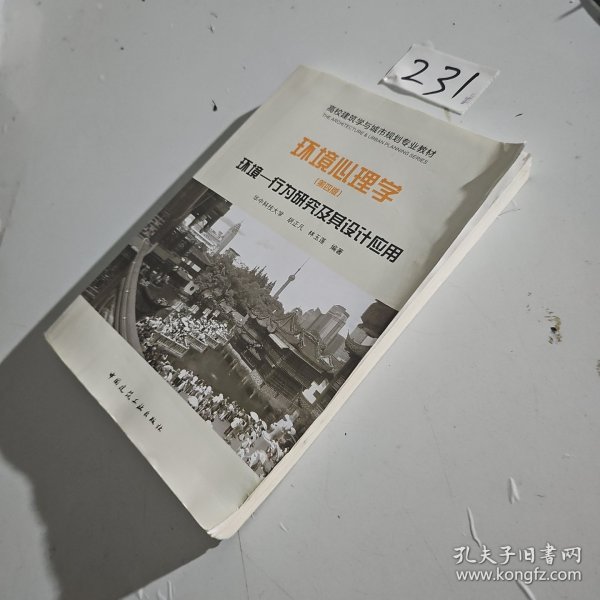 231
高校建筑学与城市规划专业教材
THE ARCHITECTURE & URBAN PLANNING SERIES
环境心理学
（第四版）
环境—行为研究及其设计应用
华中科技大学 胡正凡 林玉莲 编著
中国建筑工业出版社
孔夫子旧书网
www.kongfz.com